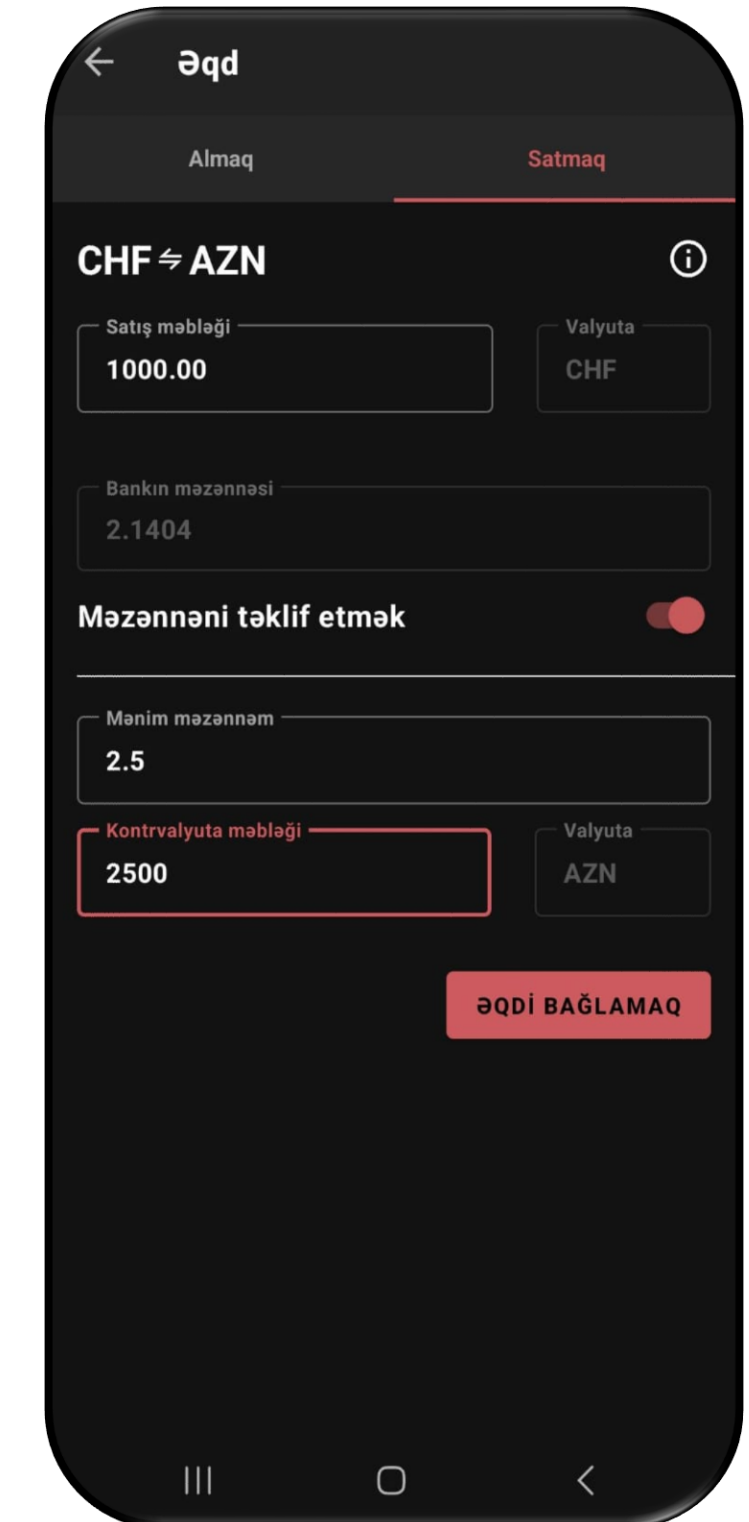 Əqd
Almaq Satmaq
CHF ⇋ AZN
Satış məbləği Valyuta
1000.00 CHF
Bankın məzənnəsi
2.1404
Məzənnəni təklif etmək
Mənim məzənnəm
2.5
Kontrvalyuta məbləği Valyuta
2500 AZN
ƏQDİ BAĞLAMAQ